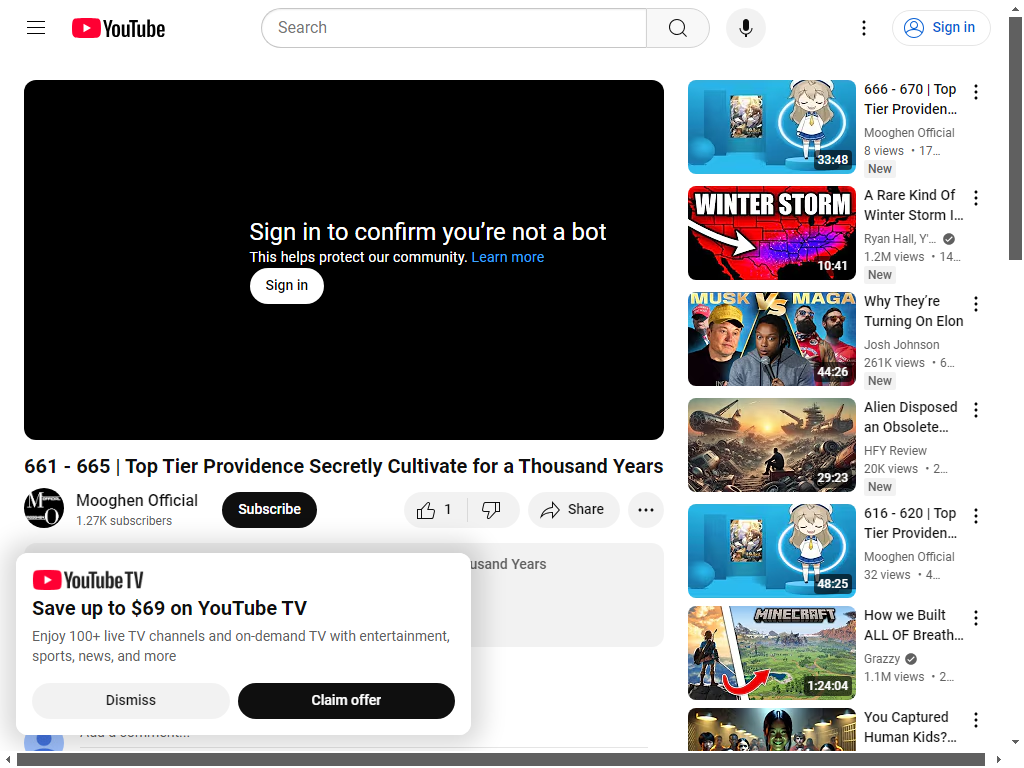 YouTube
Search
Sign in
Sign in to confirm you're not a bot
This helps protect our community. Learn more
Sign in
661 - 665 | Top Tier Providence Secretly Cultivate for a Thousand Years
Mooghen Official
1.27K subscribers
Subscribe
1
Share
usand Years
YouTube TV
Save up to $69 on YouTube TV
Enjoy 100+ live TV channels and on-demand TV with entertainment,
sports, news, and more
Dismiss
Claim offer
Add a comment...
33:48
666 - 670 | Top
Tier Providen…
Mooghen Official
8 views • 17…
New
WINTER STORM
10:41
A Rare Kind Of
Winter Storm I…
Ryan Hall, Y'…
1.2M views • 14…
New
MUSK VS MAGA
44:26
Why They're
Turning On Elon
Josh Johnson
261K views • 6…
New
29:23
Alien Disposed
an Obsolete…
HFY Review
20K views • 2…
New
48:25
616 - 620 | Top
Tier Providen…
Mooghen Official
32 views • 4…
MINECRAFT
1:24:04
How we Built
ALL OF Breath…
Grazzy
1.1M views • 2…
You Captured
Human Kids?…